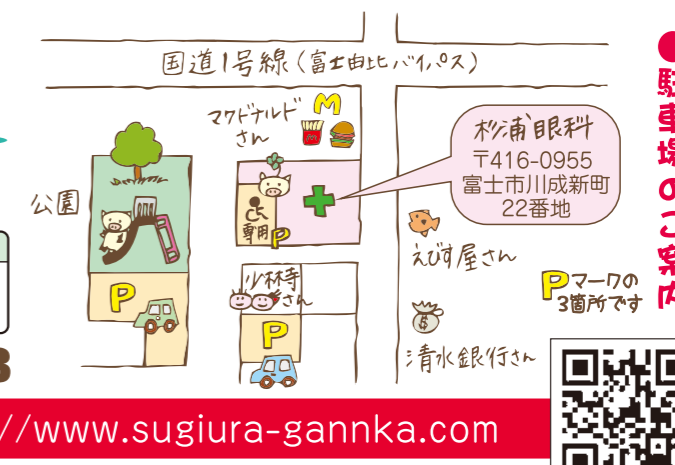 国道1号線(富士由比バイパス)
マクドナルド
さん
M
杉浦眼科
〒416-0955
富士市川成新町
22番地
公園
専用
P
えびす屋さん
少林寺
さん
P
P
Pマークの
3箇所です
$
清水銀行さん
●駐車場のご案内
//www.sugiura-gannka.com